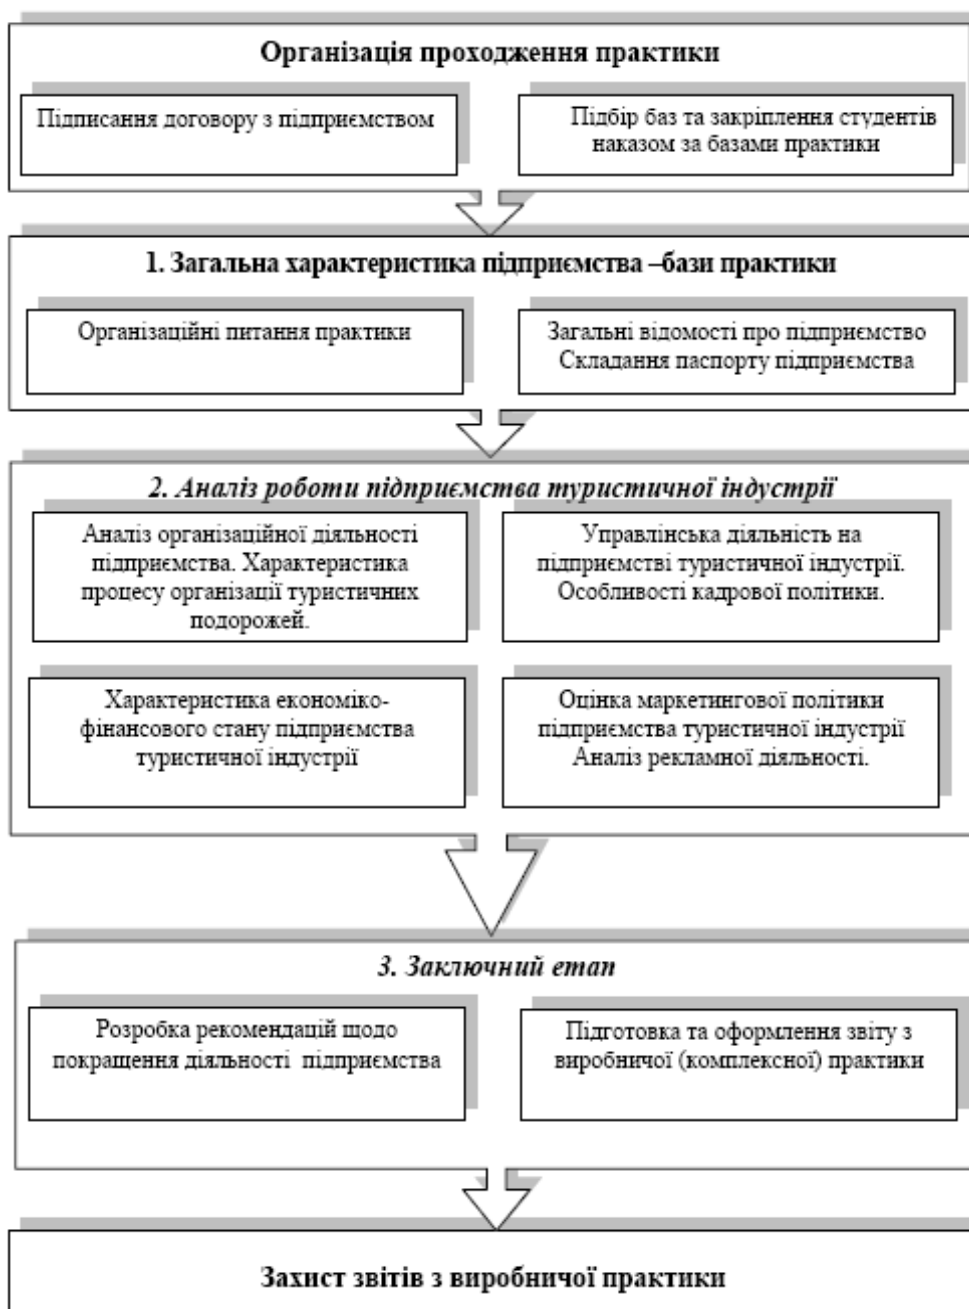 Організація проходження практики
Підписання договору з підприємством
Підбір баз та закріплення студентів
наказом за базами практики
1. Загальна характеристика підприємства –бази практики
Організаційні питання практики
Загальні відомості про підприємство
Складання паспорту підприємства
2. Аналіз роботи підприємства туристичної індустрії
Аналіз організаційної діяльності
підприємства. Характеристика
процесу організації туристичних
подорожей.
Управлінська діяльність на
підприємстві туристичної індустрії.
Особливості кадрової політики.
Характеристика економіко-
фінансового стану підприємства
туристичної індустрії
Оцінка маркетингової політики
підприємства туристичної індустрії
Аналіз рекламної діяльності.
3. Заключний етап
Розробка рекомендацій щодо
покращення діяльності підприємства
Підготовка та оформлення звіту з
виробничої (комплексної) практики
Захист звітів з виробничої практики